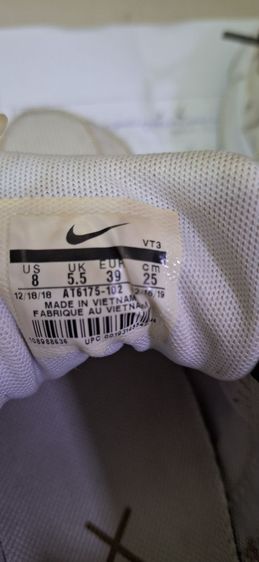 VT3
US UK EUR cm
8 5.5 39 25
12/18/18 AT6175-102
MADE IN VIETNAM
FABRIQUE AU VIETNAM
UPC